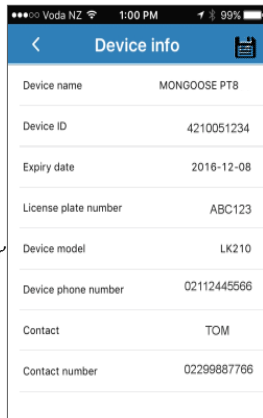 Voda NZ 1:00 PM 99%
Device info
Device name MONGOOSE PT8
Device ID 4210051234
Expiry date 2016-12-08
License plate number ABC123
Device model LK210
Device phone number 02112445566
Contact TOM
Contact number 02299887766